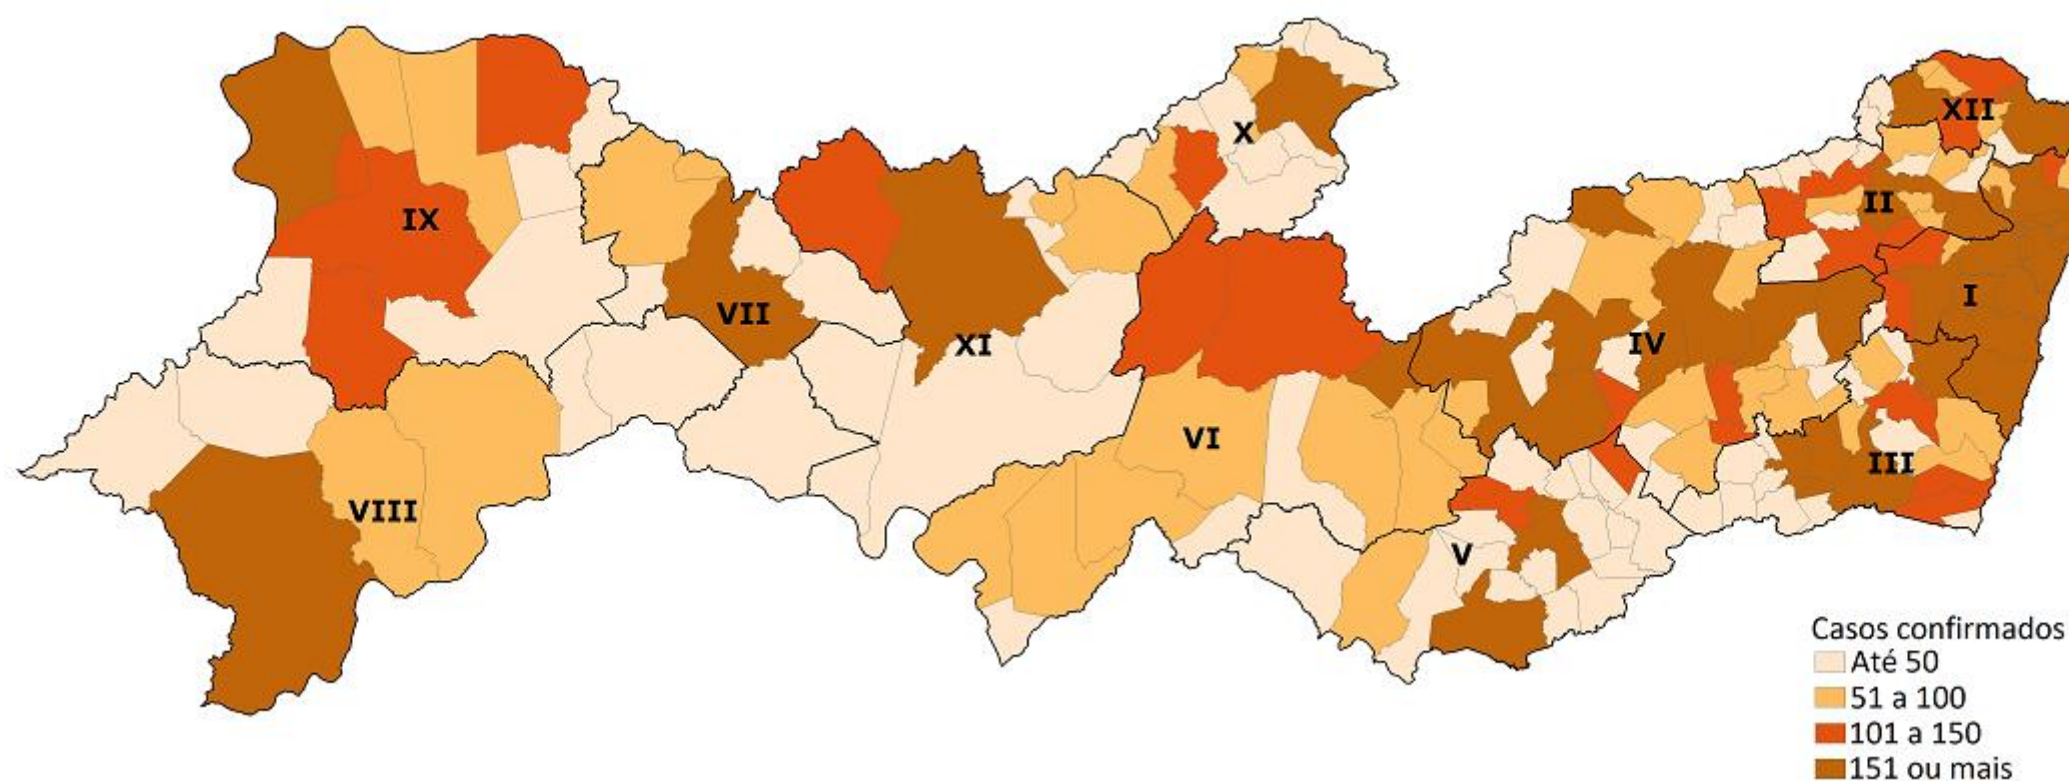 X
XII
IX
II
VII
I
XI
IV
VI
III
VIII
V
Casos confirmados
Até 50
51 a 100
101 a 150
151 ou mais